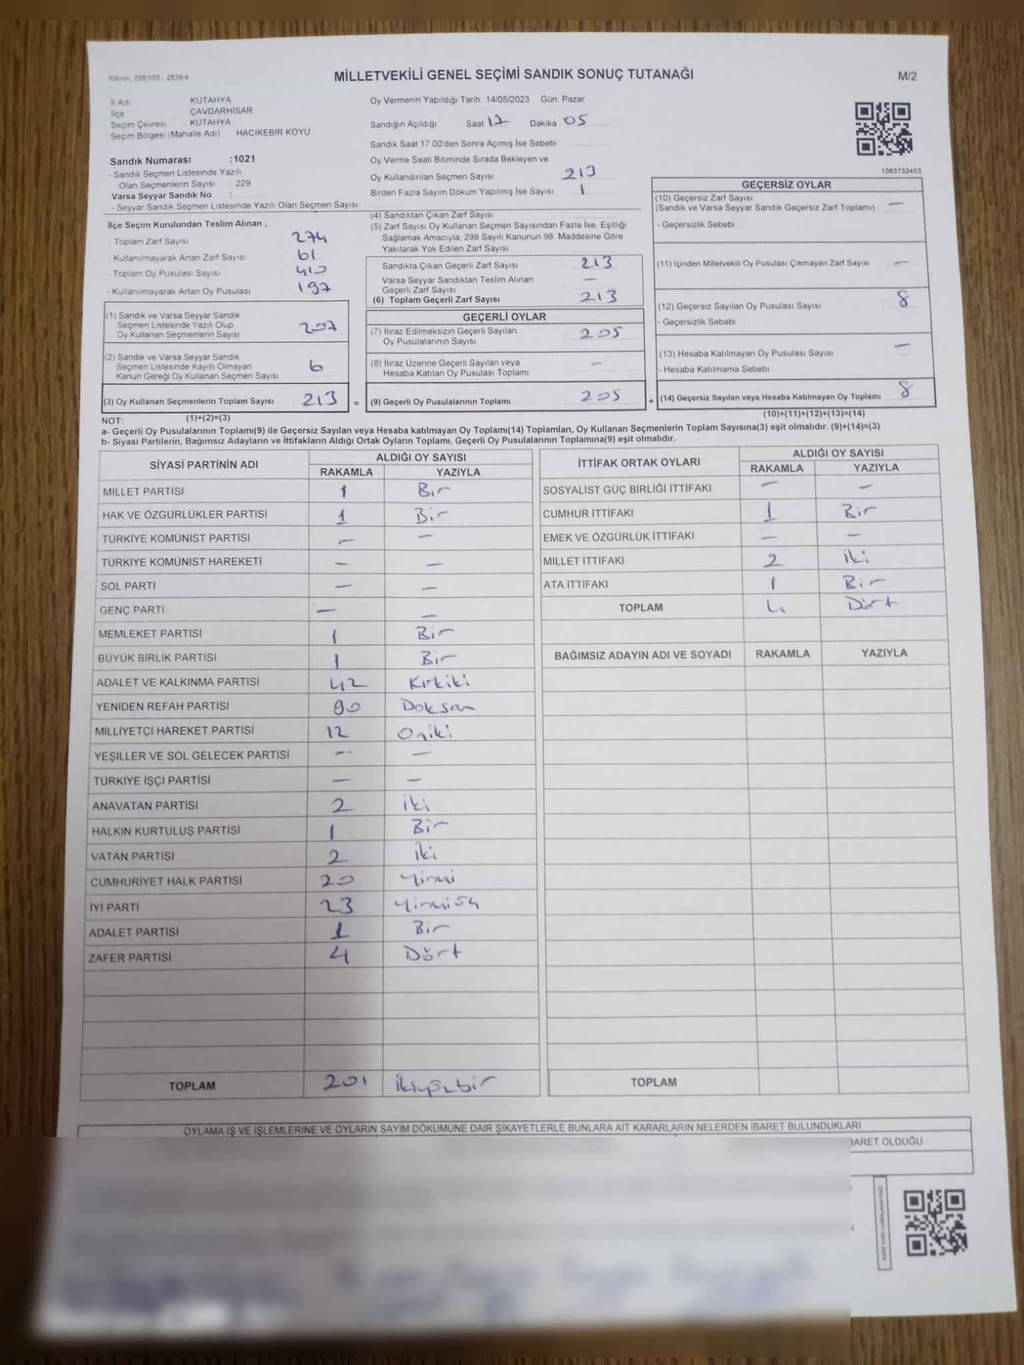 Kanun: 298/105 : 2839/4
MİLLETVEKİLİ GENEL SEÇİMİ SANDIK SONUÇ TUTANAĞI
M/2
İl Adı KÜTAHYA
İlçe ÇAVDARHİSAR
Seçim Çevresi KÜTAHYA
Seçim Bölgesi (Mahalle Adı) HACIKEBİR KÖYÜ
Sandık Numarası :1021
- Sandık Seçmen Listesinde Yazılı
Olan Seçmenlerin Sayısı 229
Varsa Seyyar Sandık No :
- Seyyar Sandık Seçmen Listesinde Yazılı Olan Seçmen Sayısı
Oy Vermenin Yapıldığı Tarih 14/05/2023 Gün: Pazar
Sandığın Açıldığı Saat: 17 Dakika 05
Sandık Saat 17:00'den Sonra Açılmış İse Sebebi
Oy Verme Saati Bitiminde Sırada Bekleyen ve
Oy Kullandırılan Seçmen Sayısı 213
Birden Fazla Sayım Döküm Yapılmış İse Sayısı 1
1063732453
İlçe Seçim Kurulundan Teslim Alınan ;
- Toplam Zarf Sayısı 274
- Kullanılmayarak Artan Zarf Sayısı 61
- Toplam Oy Pusulası Sayısı 410
- Kullanılmayarak Artan Oy Pusulası 197
(1) Sandık ve Varsa Seyyar Sandık
Seçmen Listesinde Yazılı Olup
Oy Kullanan Seçmenlerin Sayısı 207
(2) Sandık ve Varsa Seyyar Sandık
Seçmen Listesinde Kayıtlı Olmayan
Kanun Gereği Oy Kullanan Seçmen Sayısı 6
(3) Oy Kullanan Seçmenlerin Toplam Sayısı 213 =
(4) Sandıktan Çıkan Zarf Sayısı
(5) Zarf Sayısı Oy Kullanan Seçmen Sayısından Fazla İse, Eşitliği
Sağlamak Amacıyla, 298 Sayılı Kanunun 98. Maddesine Göre
Yakılarak Yok Edilen Zarf Sayısı
Sandıkta Çıkan Geçerli Zarf Sayısı 213
Varsa Seyyar Sandıktan Teslim Alınan
Geçerli Zarf Sayısı —
(6) Toplam Geçerli Zarf Sayısı 213
GEÇERLİ OYLAR
(7) İtiraz Edilmeksizin Geçerli Sayılan
Oy Pusulalarının Sayısı 205
(8) İtiraz Üzerine Geçerli Sayılan veya
Hesaba Katılan Oy Pusulası Toplamı —
(9) Geçerli Oy Pusulalarının Toplamı 205 +
GEÇERSİZ OYLAR
(10) Geçersiz Zarf Sayısı
(Sandık ve Varsa Seyyar Sandık Geçersiz Zarf Toplamı) —
- Geçersizlik Sebebi
(11) İçinden Milletvekili Oy Pusulası Çıkmayan Zarf Sayısı —
(12) Geçersiz Sayılan Oy Pusulası Sayısı 8
- Geçersizlik Sebebi
(13) Hesaba Katılmayan Oy Pusulası Sayısı —
- Hesaba Katılmama Sebebi
(14) Geçersiz Sayılan veya Hesaba Katılmayan Oy Toplamı 8
NOT: (1)+(2)=(3)
(10)+(11)+(12)+(13)=(14)
a- Geçerli Oy Pusulalarının Toplamı(9) ile Geçersiz Sayılan veya Hesaba katılmayan Oy Toplamı(14) Toplamları, Oy Kullanan Seçmenlerin Toplam Sayısına(3) eşit olmalıdır. (9)+(14)=(3)
b- Siyasi Partilerin, Bağımsız Adayların ve İttifakların Aldığı Ortak Oyların Toplamı, Geçerli Oy Pusulalarının Toplamına(9) eşit olmalıdır.
SİYASİ PARTİNİN ADI ALDIĞI OY SAYISI
RAKAMLA YAZIYLA
MİLLET PARTİSİ 1 Bir
HAK VE ÖZGÜRLÜKLER PARTİSİ 1 Bir
TÜRKİYE KOMÜNİST PARTİSİ — —
TÜRKİYE KOMÜNİST HAREKETİ — —
SOL PARTİ — —
GENÇ PARTİ — —
MEMLEKET PARTİSİ 1 Bir
BÜYÜK BİRLİK PARTİSİ 1 Bir
ADALET VE KALKINMA PARTİSİ 42 Kırkiki
YENİDEN REFAH PARTİSİ 90 Doksan
MİLLİYETÇİ HAREKET PARTİSİ 12 Oniki
YEŞİLLER VE SOL GELECEK PARTİSİ — —
TÜRKİYE İŞÇİ PARTİSİ — —
ANAVATAN PARTİSİ 2 iki
HALKIN KURTULUŞ PARTİSİ 1 Bir
VATAN PARTİSİ 2 iki
CUMHURİYET HALK PARTİSİ 20 Yirmi
İYİ PARTİ 23 Yirmiüç
ADALET PARTİSİ 1 Bir
ZAFER PARTİSİ 4 Dört
TOPLAM 201 İkiyüzbir
İTTİFAK ORTAK OYLARI ALDIĞI OY SAYISI
RAKAMLA YAZIYLA
SOSYALİST GÜÇ BİRLİĞİ İTTİFAKI — —
CUMHUR İTTİFAKI 1 Bir
EMEK VE ÖZGÜRLÜK İTTİFAKI — —
MİLLET İTTİFAKI 2 iki
ATA İTTİFAKI 1 Bir
TOPLAM 4 Dört
BAĞIMSIZ ADAYIN ADI VE SOYADI RAKAMLA YAZIYLA
TOPLAM
OYLAMA İŞ VE İŞLEMLERİNE VE OYLARIN SAYIM DÖKÜMÜNE DAİR ŞİKAYETLERLE BUNLARA AİT KARARLARIN NELERDEN İBARET BULUNDUKLARI
BARET OLDUĞU